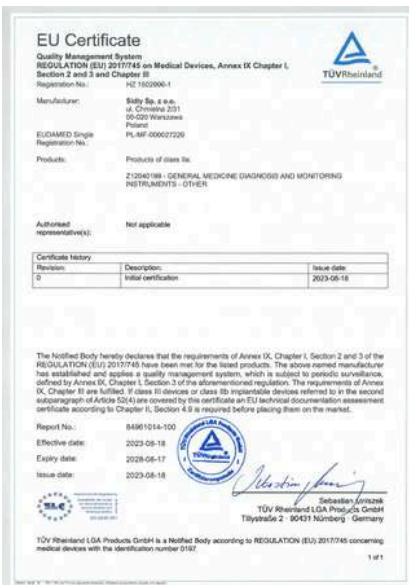 EU Certificate
Quality Management System
REGULATION (EU) 2017/745 on Medical Devices, Annex IX Chapter I,
Section 2 and 3 and Chapter III
Registration No.: HZ 1602996-1
TÜVRheinland
Manufacturer: Sidly Sp. z o.o.
ul. Chmielna 2/31
00-020 Warszawa
Poland
EUDAMED Single PL-MF-000027229
Registration No.:
Products: Products of class IIa:
Z12040199 - GENERAL MEDICINE DIAGNOSIS AND MONITORING
INSTRUMENTS - OTHER
Authorised Not applicable
representative(s):
Certificate history
Revision: Description: Issue date:
0 Initial certification 2023-08-18
The Notified Body hereby declares that the requirements of Annex IX, Chapter I, Section 2 and 3 of the
REGULATION (EU) 2017/745 have been met for the listed products. The above named manufacturer
has established and applies a quality management system, which is subject to periodic surveillance,
defined by Annex IX, Chapter I, Section 3 of the aforementioned regulation. The requirements of Annex
IX, Chapter III are fulfilled. If class III devices or class IIb implantable devices referred to in the second
subparagraph of Article 52(4) are covered by this certificate an EU technical documentation assessment
certificate according to Chapter II, Section 4.9 is required before placing them on the market.
Report No.: 84961014-100
Effective date: 2023-08-18
Expiry date: 2028-08-17
Issue date: 2023-08-18
TÜVRheinland
Sebastian
TÜV Rheinland LGA Products GmbH
Tillystraße 2 · 90431 Nürnberg · Germany
TÜV Rheinland LGA Products GmbH is a Notified Body according to REGULATION (EU) 2017/745 concerning
medical devices with the identification number 0197.
1 of 1